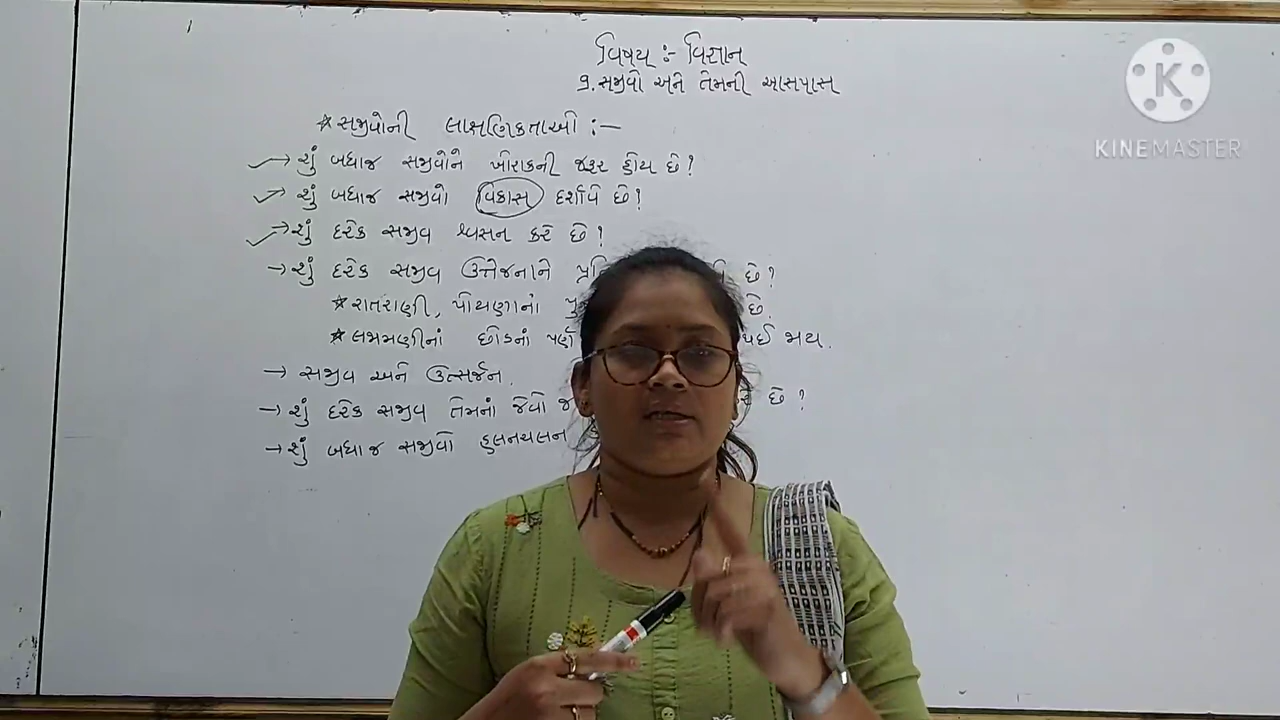 વિષય :- વિજ્ઞાન
૭. સજીવો અને તેમની આસપાસ
* સજીવોની લાક્ષણિકતાઓ :-
→ શું બધાજ સજીવોને ખોરાકની જરૂર હોય છે?
→ શું બધાજ સજીવો વિકાસ દર્શાવે છે?
→ શું દરેક સજીવ શ્વસન કરે છે?
→ શું દરેક સજીવ ઉત્તેજનાને છે?
* રાતરાણી, પોયણાનાં છે.
* લજામણીનાં છોડનાં પર્ણ થઈ જાય.
→ સજીવ અને ઉત્સર્જન.
→ શું દરેક સજીવ તેમનાં જેવો જ છે?
→ શું બધાજ સજીવો હલનચલન
KINEMASTER